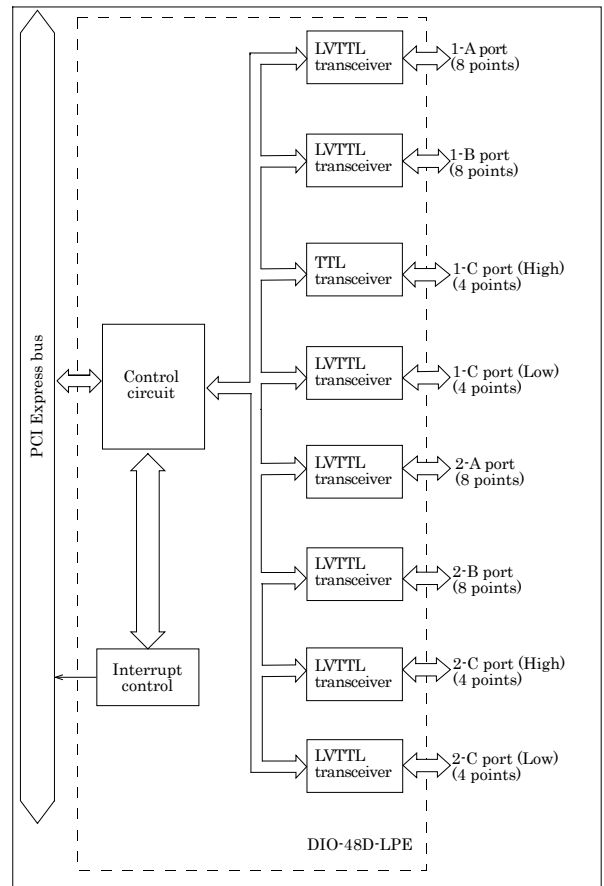 LVTTL
transceiver
1-A port
(8 points)
LVTTL
transceiver
1-B port
(8 points)
TTL
transceiver
1-C port (High)
(4 points)
PCI Express bus
Control
circuit
LVTTL
transceiver
1-C port (Low)
(4 points)
LVTTL
transceiver
2-A port
(8 points)
LVTTL
transceiver
2-B port
(8 points)
Interrupt
control
LVTTL
transceiver
2-C port (High)
(4 points)
LVTTL
transceiver
2-C port (Low)
(4 points)
DIO-48D-LPE